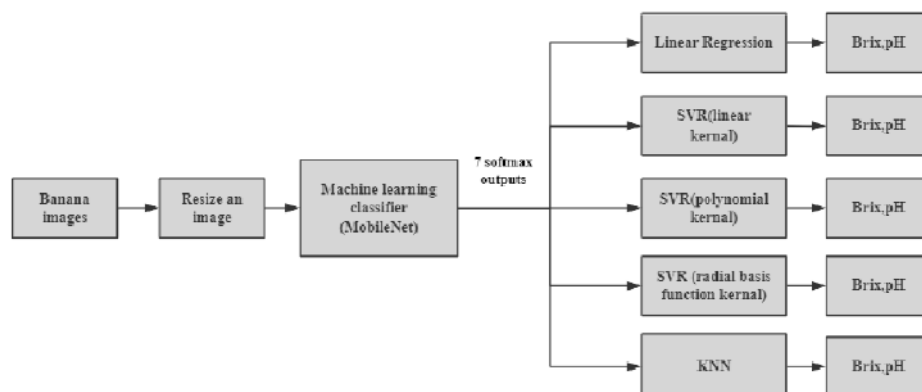 Banana
images
Resize an
image
Machine learning
classifier
(MobileNet)
7 softmax
outputs
Linear Regression
Brix,pH
SVR(linear
kernal)
Brix,pH
SVR(polynomial
kernal)
Brix,pH
SVR (radial basis
function kernal)
Brix,pH
KNN
Brix,pH